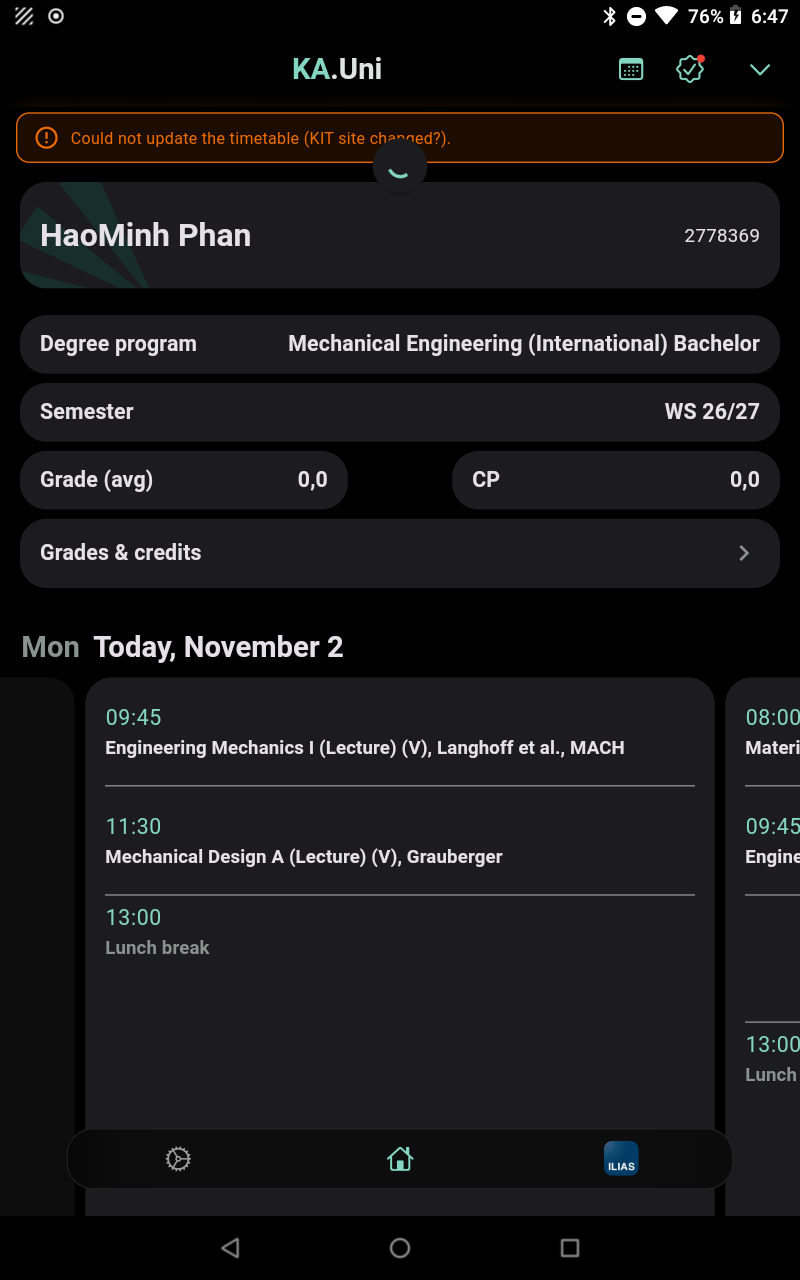 76% 6:47
KA.Uni
Could not update the timetable (KIT site changed?).
HaoMinh Phan 2778369
Degree program Mechanical Engineering (International) Bachelor
Semester WS 26/27
Grade (avg) 0,0 CP 0,0
Grades & credits
Mon Today, November 2
09:45 08:00
Engineering Mechanics I (Lecture) (V), Langhoff et al., MACH Materi
11:30 09:45
Mechanical Design A (Lecture) (V), Grauberger Engine
13:00
Lunch break
13:00
Lunch
ILIAS